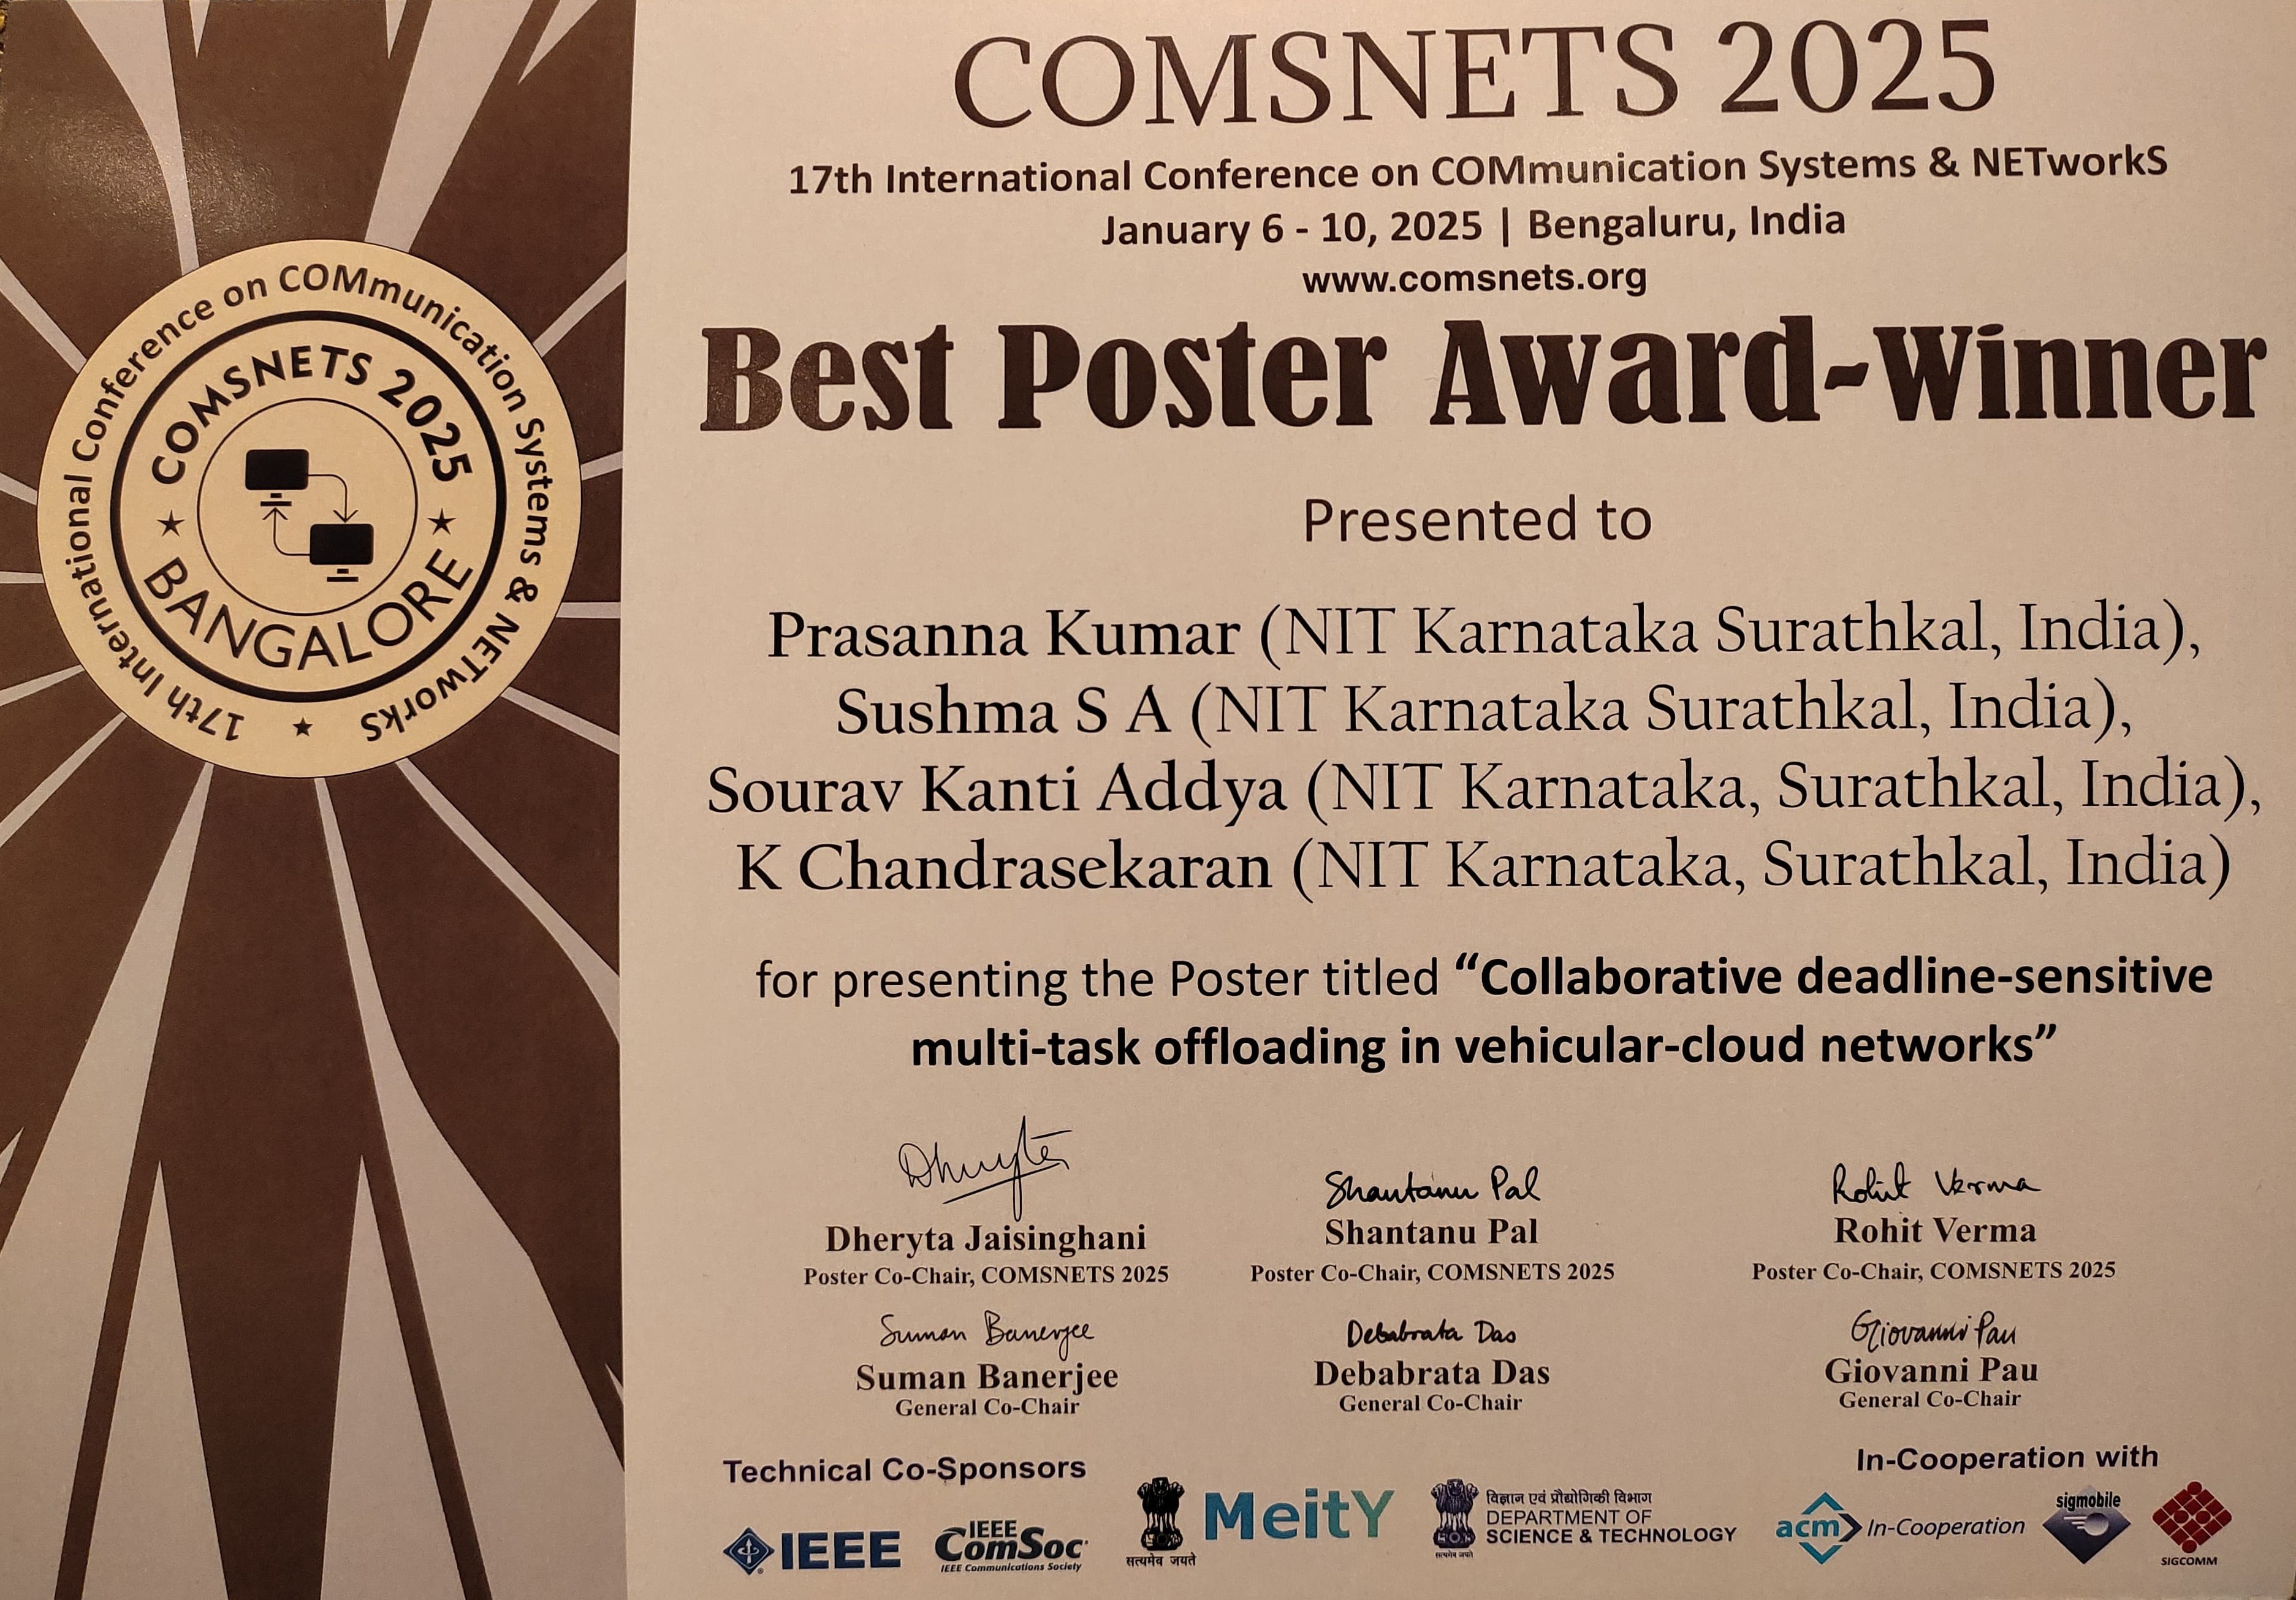 COMSNETS 2025
17th International Conference on COMmunication Systems & NETworkS
January 6 - 10, 2025 | Bengaluru, India
www.comsnets.org
Best Poster Award-Winner
Presented to
Prasanna Kumar (NIT Karnataka Surathkal, India),
Sushma S A (NIT Karnataka Surathkal, India),
Sourav Kanti Addya (NIT Karnataka, Surathkal, India),
K Chandrasekaran (NIT Karnataka, Surathkal, India)
for presenting the Poster titled “Collaborative deadline-sensitive
multi-task offloading in vehicular-cloud networks”
17th International Conference on COMmunication Systems & NETworkS
COMSNETS 2025
BANGALORE
Shantanu Pal
Rohit Verma
Dheryta Jaisinghani
Shantanu Pal
Rohit Verma
Poster Co-Chair, COMSNETS 2025
Poster Co-Chair, COMSNETS 2025
Poster Co-Chair, COMSNETS 2025
Suman Banerjee
Debabrata Das
Giovanni Pau
Suman Banerjee
Debabrata Das
Giovanni Pau
General Co-Chair
General Co-Chair
General Co-Chair
Technical Co-Sponsors
IEEE
IEEE
ComSoc
IEEE Communications Society
सत्यमेव जयते
MeitY
सत्यमेव जयते
विज्ञान एवं प्रौद्योगिकी विभाग
DEPARTMENT OF
SCIENCE & TECHNOLOGY
In-Cooperation with
acm In-Cooperation
sigmobile
SIGCOMM